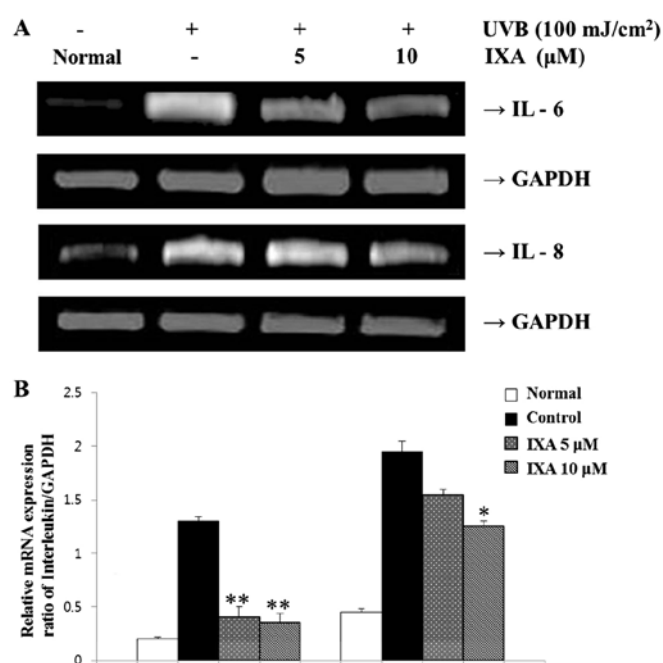 A - + + + UVB (100 mJ/cm²)
Normal - 5 10 IXA (μM)
→ IL - 6
→ GAPDH
→ IL - 8
→ GAPDH
B
Relative mRNA expression
ratio of Interleukin/GAPDH
2.5
2
1.5
1
0.5
0
Normal
Control
IXA 5 μM
IXA 10 μM
** ** *